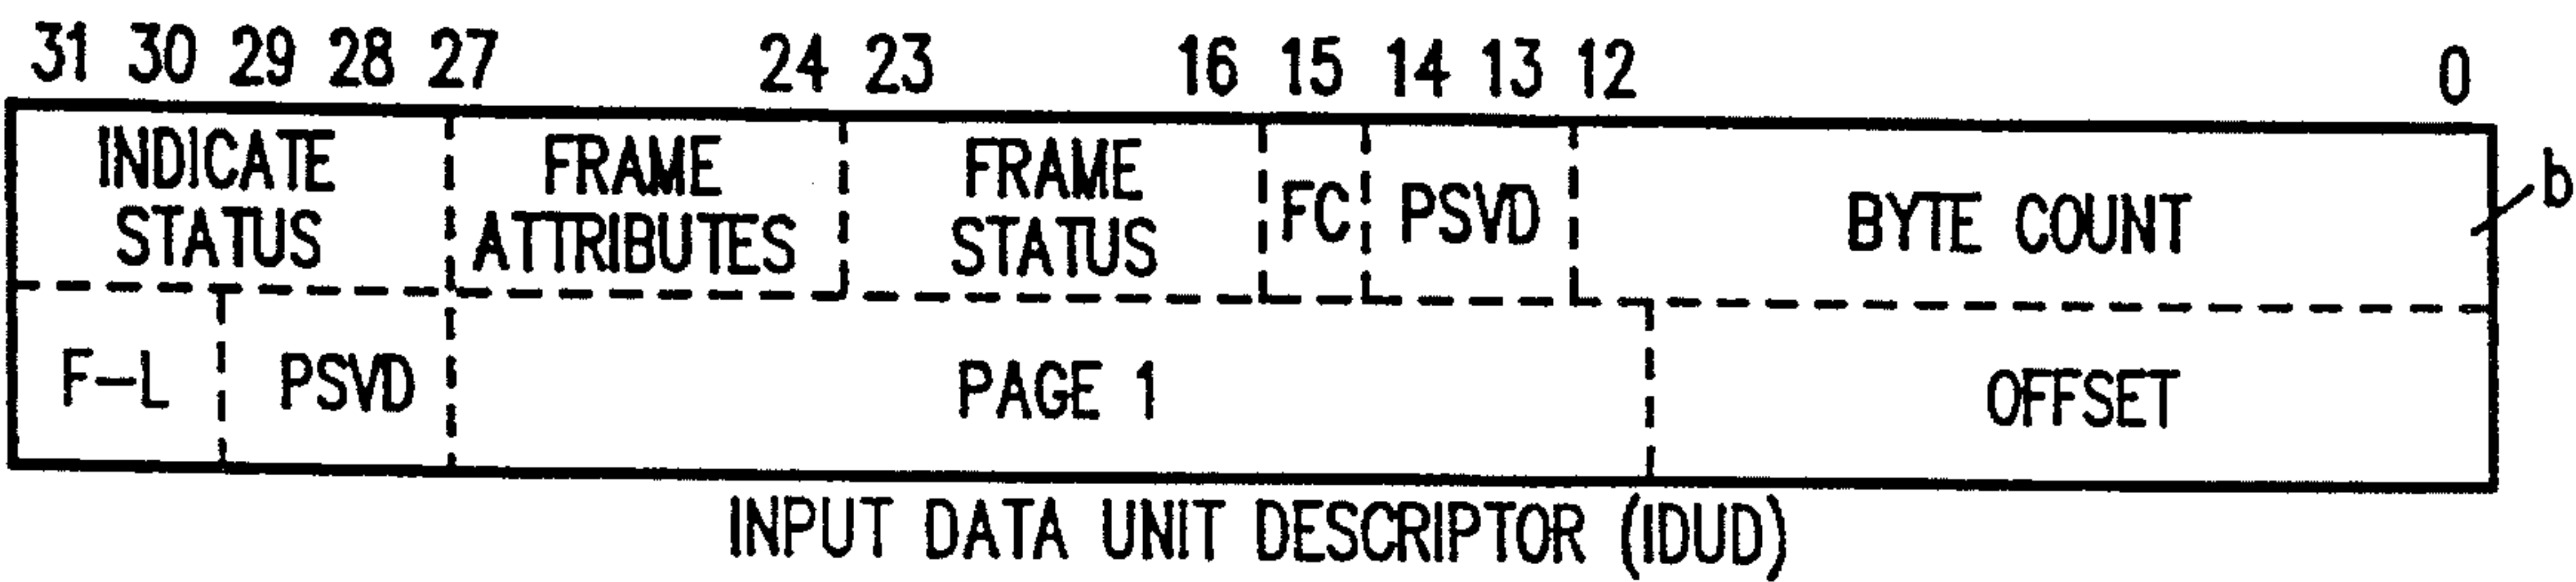 31 30 29 28 27 24 23 16 15 14 13 12 0
INDICATE STATUS FRAME ATTRIBUTES FRAME STATUS FC PSVD BYTE COUNT b
F-L PSVD PAGE 1 OFFSET
INPUT DATA UNIT DESCRIPTOR (IDUD)